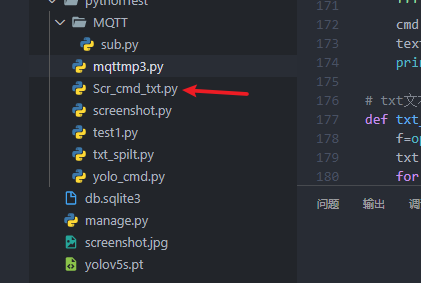 pythonTest
MQTT
sub.py
mqttmp3.py
Scr_cmd_txt.py
screenshot.py
test1.py
txt_spilt.py
yolo_cmd.py
db.sqlite3
manage.py
screenshot.jpg
yolov5s.pt
171
172 cmd
173 text
174 prin
175
176 # txt文
177 def txt_
178 f=op
179 txt
180 for
问题 输出 调